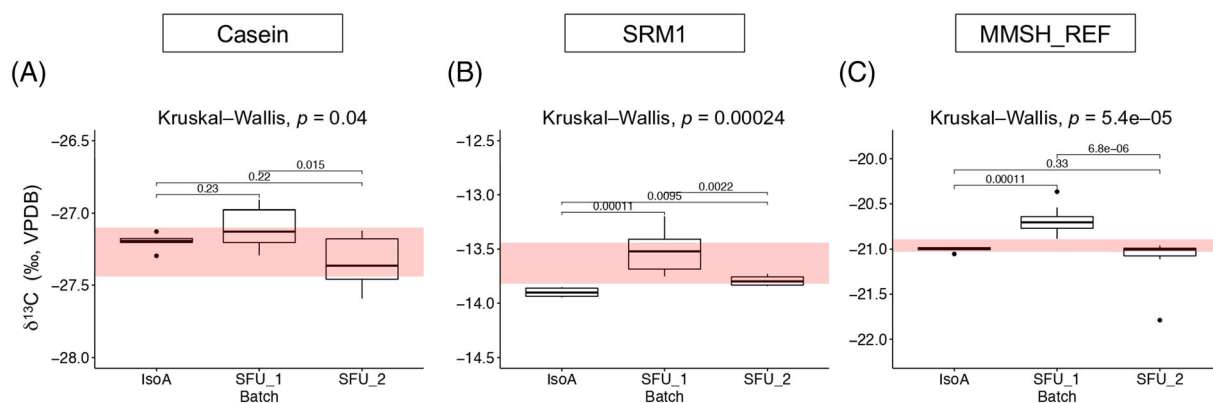 Casein
SRM1
MMSH_REF
(A)
(B)
(C)
Kruskal–Wallis, p = 0.04
Kruskal–Wallis, p = 0.00024
Kruskal–Wallis, p = 5.4e−05
δ¹³C (‰, VPDB)
−26.5
−27.0
−27.5
−28.0
0.015
0.22
0.23
IsoA
SFU_1
SFU_2
Batch
−12.5
−13.0
−13.5
−14.0
−14.5
0.0022
0.0095
0.00011
IsoA
SFU_1
SFU_2
Batch
−20.0
−20.5
−21.0
−21.5
−22.0
6.8e−06
0.33
0.00011
IsoA
SFU_1
SFU_2
Batch